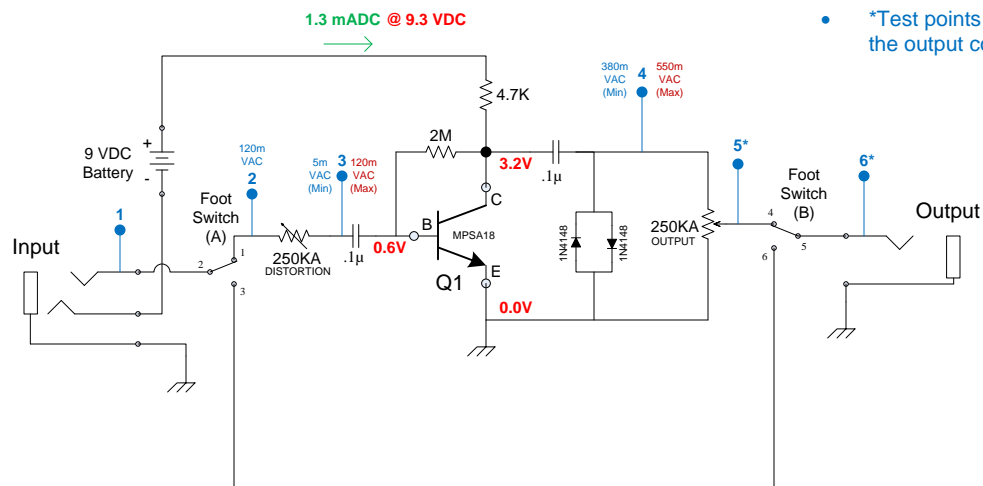 1.3 mADC @ 9.3 VDC
*Test points
the output co
4.7K
380m
VAC
(Min)
4
550m
VAC
(Max)
2M
9 VDC
Battery
+
-
120m
VAC
2
5m
VAC
(Min)
3
120m
VAC
(Max)
3.2V
.1µ
5*
6*
1
Foot
Switch
(A)
C
B
MPSA18
0.6V
.1µ
E
Q1
0.0V
1N4148
1N4148
250KA
OUTPUT
Foot
Switch
(B)
4
5
6
Output
Input
1
2
3
250KA
DISTORTION